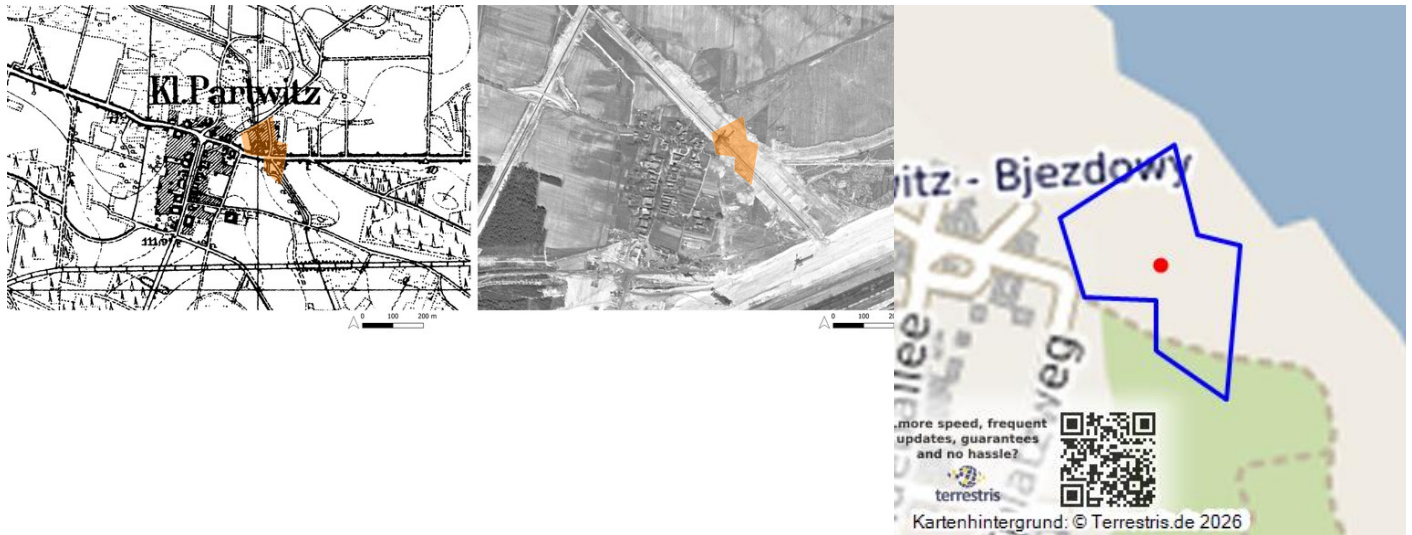 Kl.Partwitz
111,9
0 100 200 m
0 100 200
witz - Bjezdowy
allee
weg
more speed, frequent
updates, guarantees
and no hassle?
terrestris
Kartenhintergrund: © Terrestris.de 2026